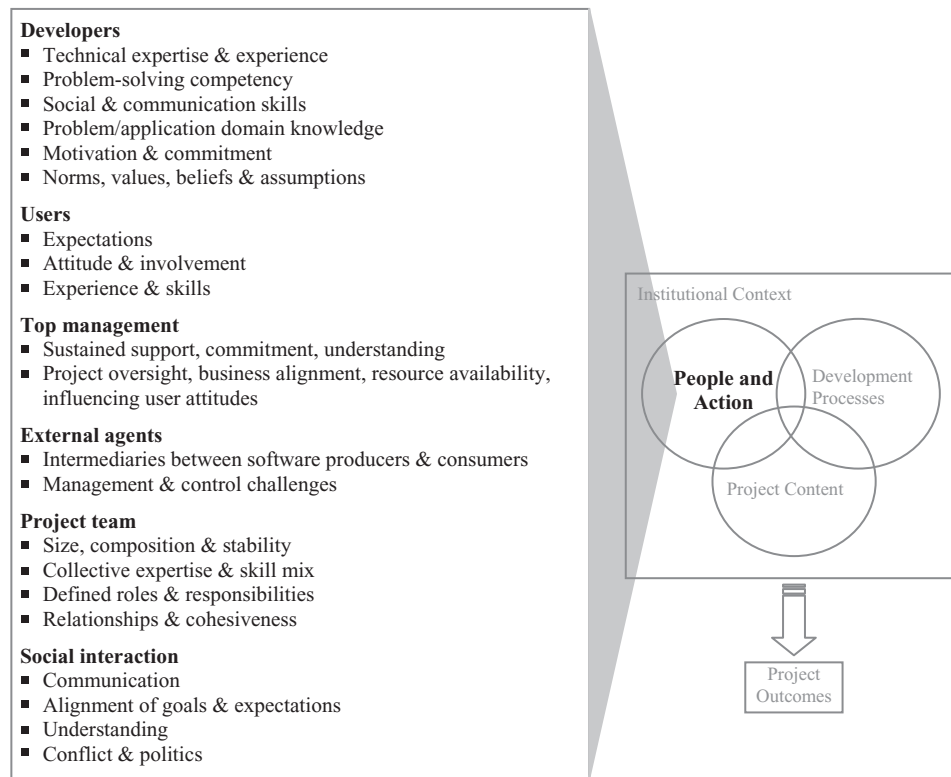 Developers
▪ Technical expertise & experience
▪ Problem-solving competency
▪ Social & communication skills
▪ Problem/application domain knowledge
▪ Motivation & commitment
▪ Norms, values, beliefs & assumptions
Users
▪ Expectations
▪ Attitude & involvement
▪ Experience & skills
Top management
▪ Sustained support, commitment, understanding
▪ Project oversight, business alignment, resource availability,
influencing user attitudes
External agents
▪ Intermediaries between software producers & consumers
▪ Management & control challenges
Project team
▪ Size, composition & stability
▪ Collective expertise & skill mix
▪ Defined roles & responsibilities
▪ Relationships & cohesiveness
Social interaction
▪ Communication
▪ Alignment of goals & expectations
▪ Understanding
▪ Conflict & politics
Institutional Context
People and
Action
Development
Processes
Project Content
Project
Outcomes